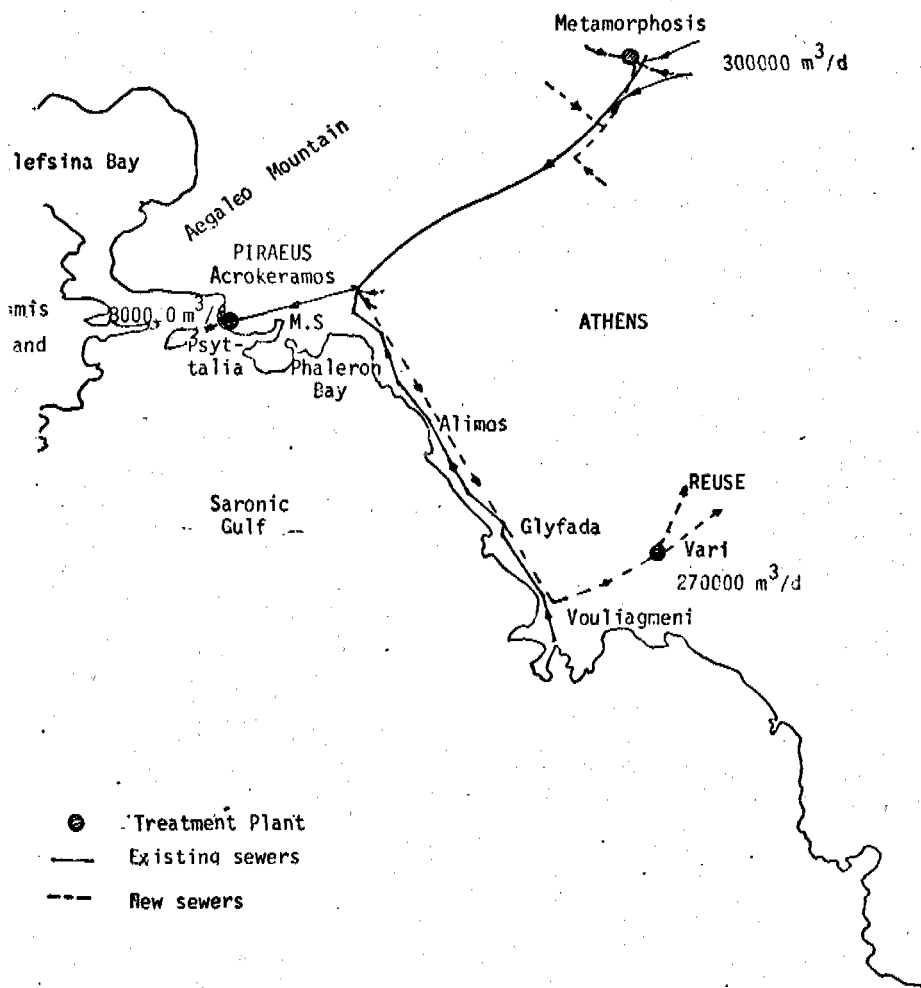 Metamorphosis
300000 m³/d
lefsina Bay
Aegaleo Mountain
PIRAEUS
Acrokeramos
amis
and
M.S
Psyt-
talia
Phaleron
Bay
ATHENS
Alimos
Saronic
Gulf
Glyfada
REUSE
Vari
270000 m³/d
Vouliagmeni
Treatment Plant
Existing sewers
New sewers